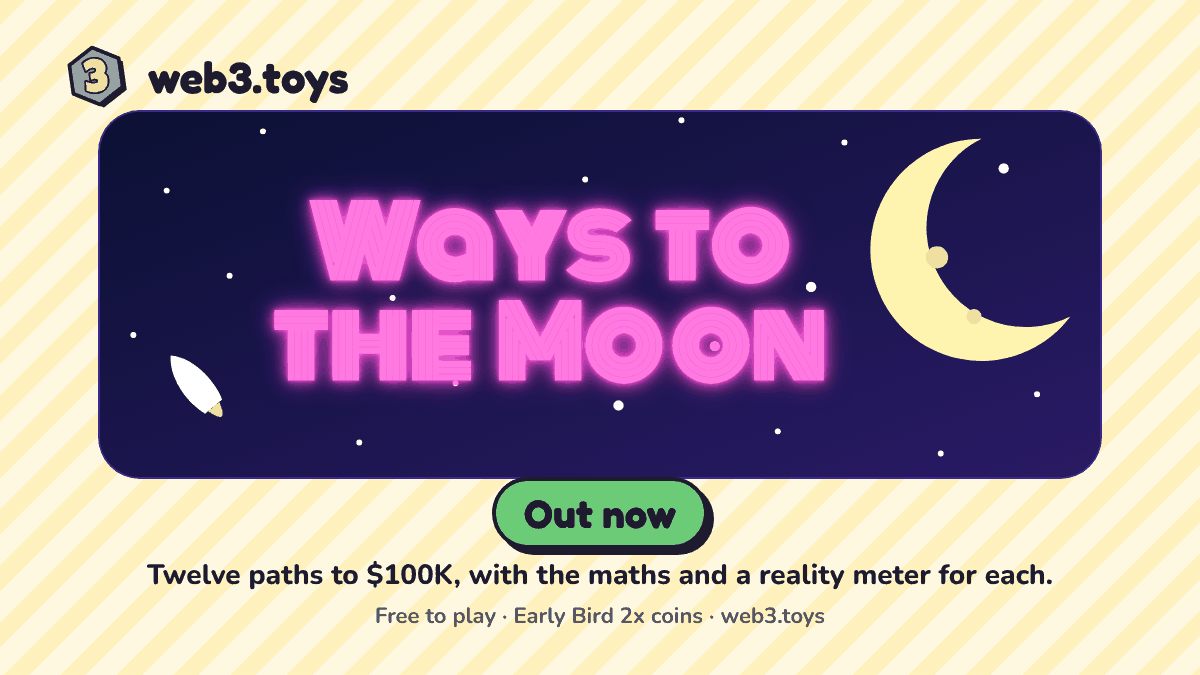 3
web3.toys
Ways to
the Moon
Out now
Twelve paths to $100K, with the maths and a reality meter for each.
Free to play · Early Bird 2x coins · web3.toys